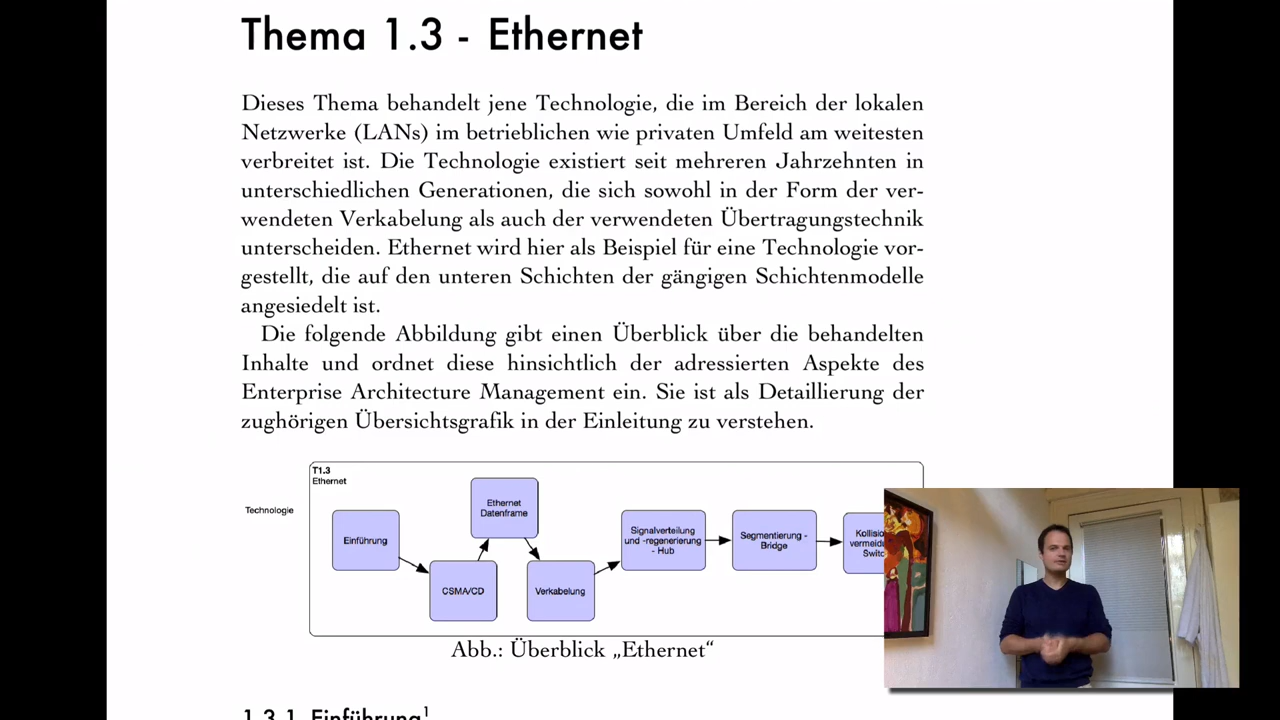 Thema 1.3 - Ethernet
Dieses Thema behandelt jene Technologie, die im Bereich der lokalen
Netzwerke (LANs) im betrieblichen wie privaten Umfeld am weitesten
verbreitet ist. Die Technologie existiert seit mehreren Jahrzehnten in
unterschiedlichen Generationen, die sich sowohl in der Form der ver-
wendeten Verkabelung als auch der verwendeten Übertragungstechnik
unterscheiden. Ethernet wird hier als Beispiel für eine Technologie vor-
gestellt, die auf den unteren Schichten der gängigen Schichtenmodelle
angesiedelt ist.
Die folgende Abbildung gibt einen Überblick über die behandelten
Inhalte und ordnet diese hinsichtlich der adressierten Aspekte des
Enterprise Architecture Management ein. Sie ist als Detaillierung der
zughörigen Übersichtsgrafik in der Einleitung zu verstehen.
T1.3
Ethernet
Technologie
Einführung
CSMA/CD
Ethernet
Datenframe
Verkabelung
Signalverteilung
und -regenerierung
- Hub
Segmentierung -
Bridge
Abb.: Überblick „Ethernet“
1.3.1 Einführung1